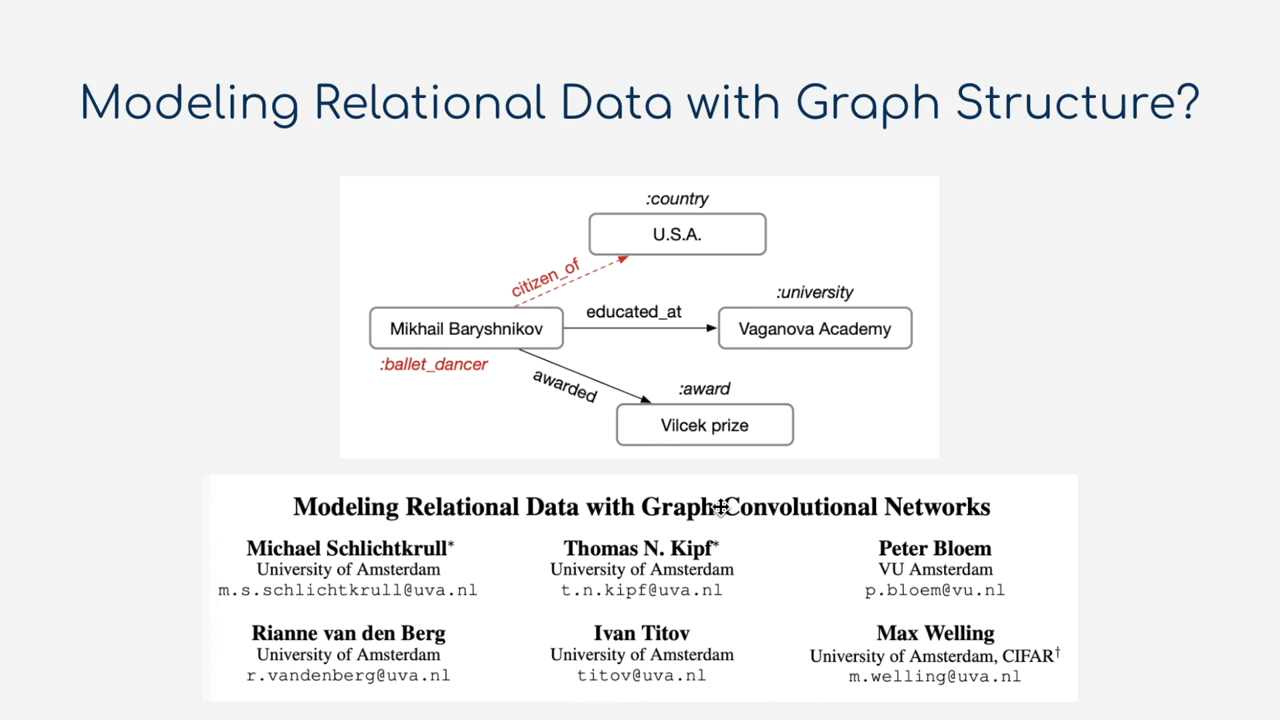 Modeling Relational Data with Graph Structure?
:country
U.S.A.
citizen_of
:university
educated_at
Mikhail Baryshnikov
Vaganova Academy
:ballet_dancer
awarded
:award
Vilcek prize
Modeling Relational Data with Graph Convolutional Networks
Michael Schlichtkrull*
University of Amsterdam
m.s.schlichtkrull@uva.nl
Thomas N. Kipf*
University of Amsterdam
t.n.kipf@uva.nl
Peter Bloem
VU Amsterdam
p.bloem@vu.nl
Rianne van den Berg
University of Amsterdam
r.vandenberg@uva.nl
Ivan Titov
University of Amsterdam
titov@uva.nl
Max Welling
University of Amsterdam, CIFAR†
m.welling@uva.nl